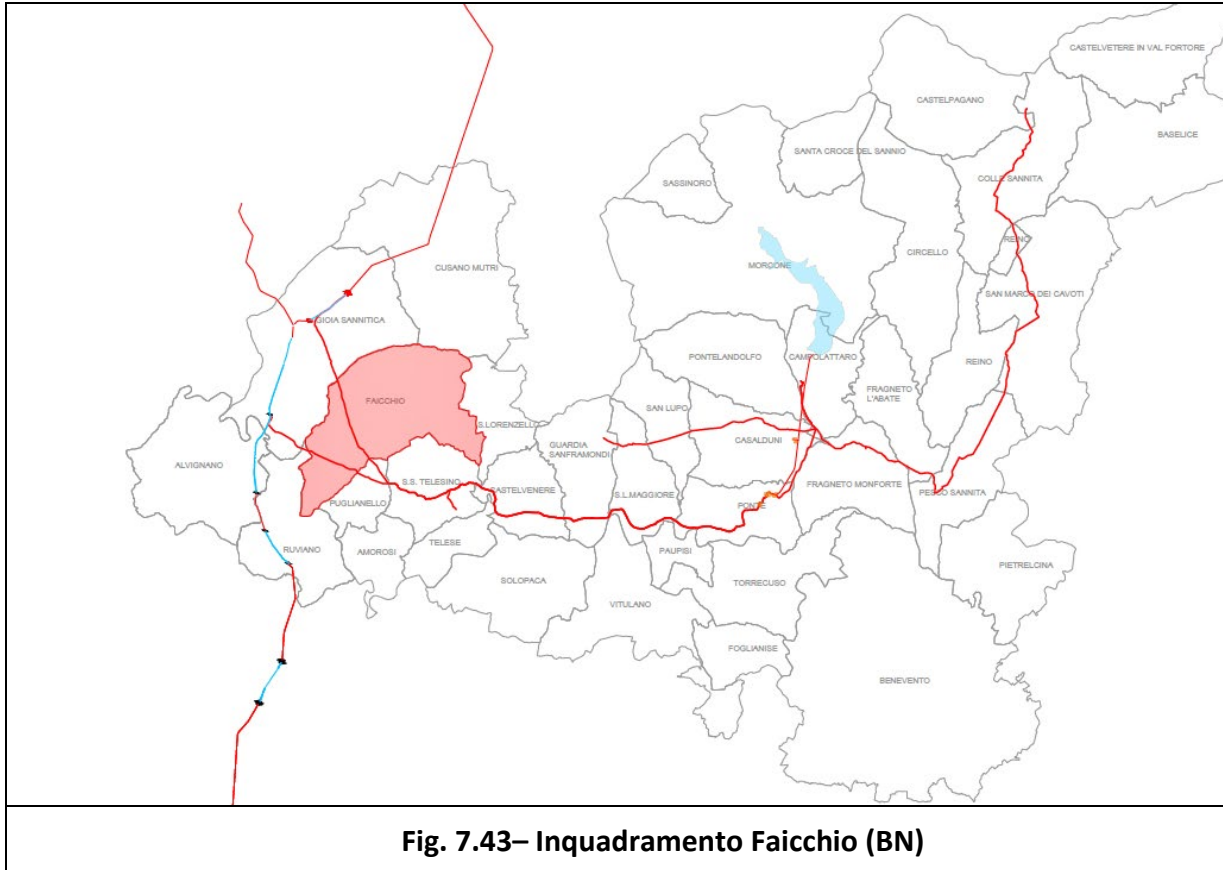 CASTELVETERE IN VAL FORTORE
CASTELPAGANO
BASELICE
SANTA CROCE DEL SANNIO
SASSINORO
COLLE SANNITA
REINO
CIRCELLO
CUSANO MUTRI
MORCONE
SAN MARCO DEI CAVOTI
GIOIA SANNITICA
PONTELANDOLFO
CAMPOLATTARO
REINO
FRAGNETO
L'ABATE
FAICCHIO
SAN LUPO
S.LORENZELLO
GUARDIA
SANFRAMONDI
CASALDUNI
ALVIGNANO
S.S. TELESINO
CASTELVENERE
S.L.MAGGIORE
FRAGNETO MONFORTE
PESCO SANNITA
PUGLIANELLO
PONTE
RUVIANO
AMOROSI
TELESE
PAUPISI
SOLOPACA
TORRECUSO
PIETRELCINA
VITULANO
FOGLIANISE
BENEVENTO
Fig. 7.43– Inquadramento Faicchio (BN)